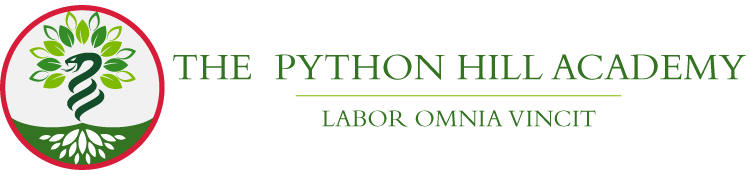 THE PYTHON HILL ACADEMY
LABOR OMNIA VINCIT